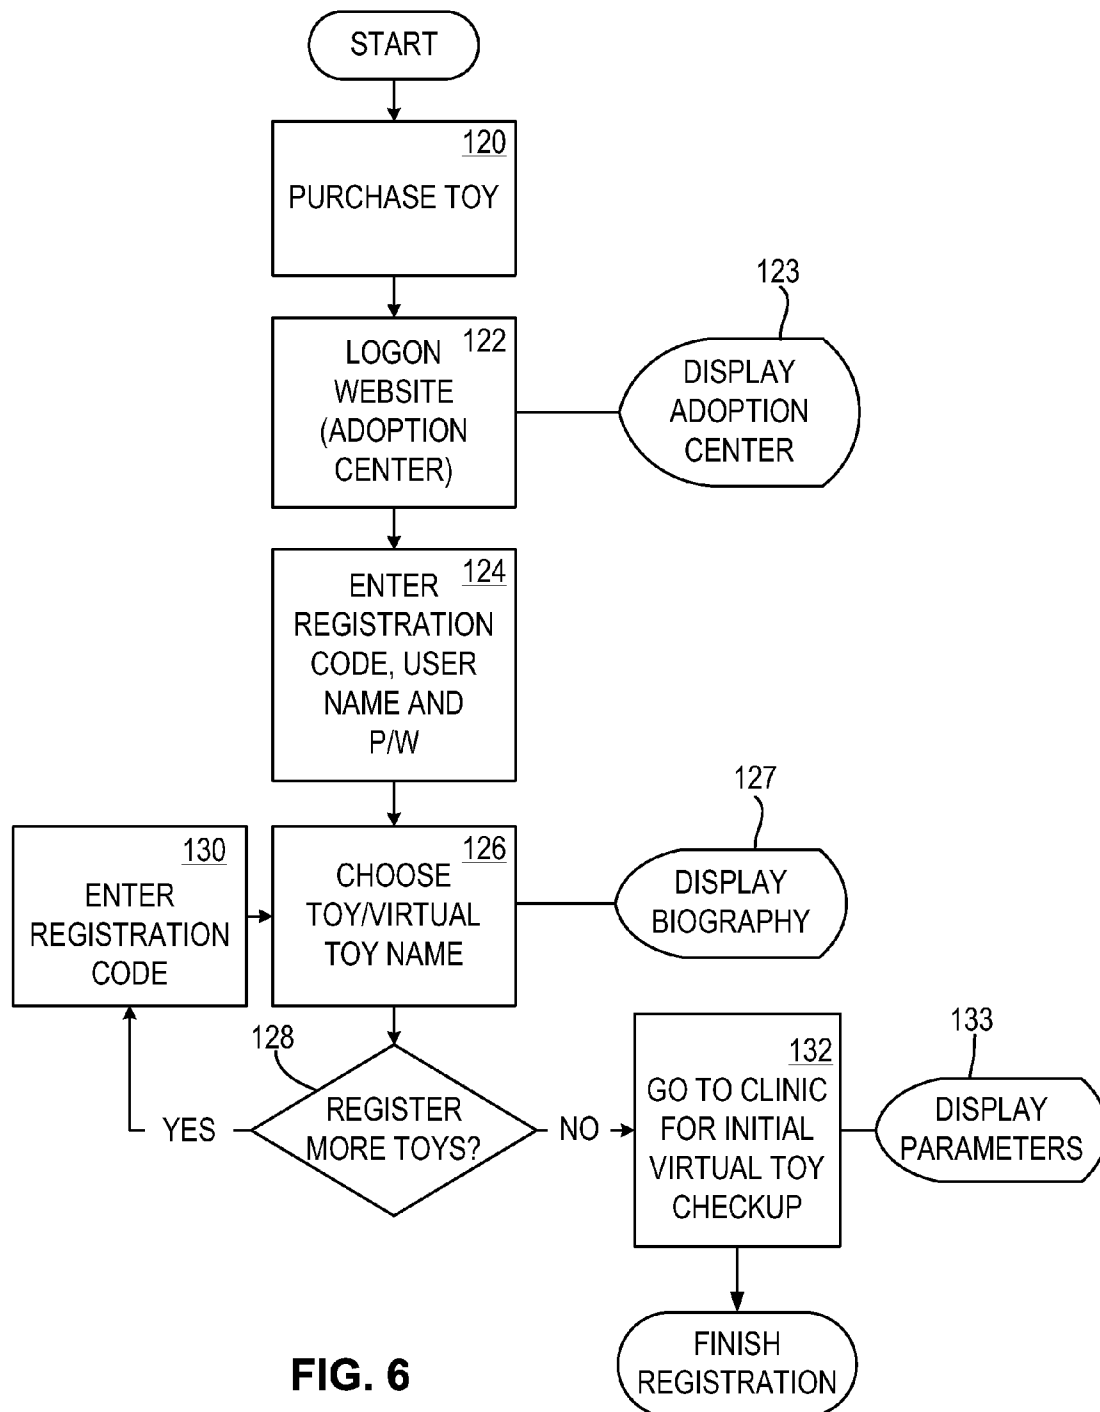 START
120
PURCHASE TOY
122
LOGON
WEBSITE
(ADOPTION
CENTER)
123
DISPLAY
ADOPTION
CENTER
124
ENTER
REGISTRATION
CODE, USER
NAME AND
P/W
130
ENTER
REGISTRATION
CODE
126
CHOOSE
TOY/VIRTUAL
TOY NAME
127
DISPLAY
BIOGRAPHY
128
REGISTER
MORE TOYS?
YES
NO
132
GO TO CLINIC
FOR INITIAL
VIRTUAL TOY
CHECKUP
133
DISPLAY
PARAMETERS
FINISH
REGISTRATION
FIG. 6